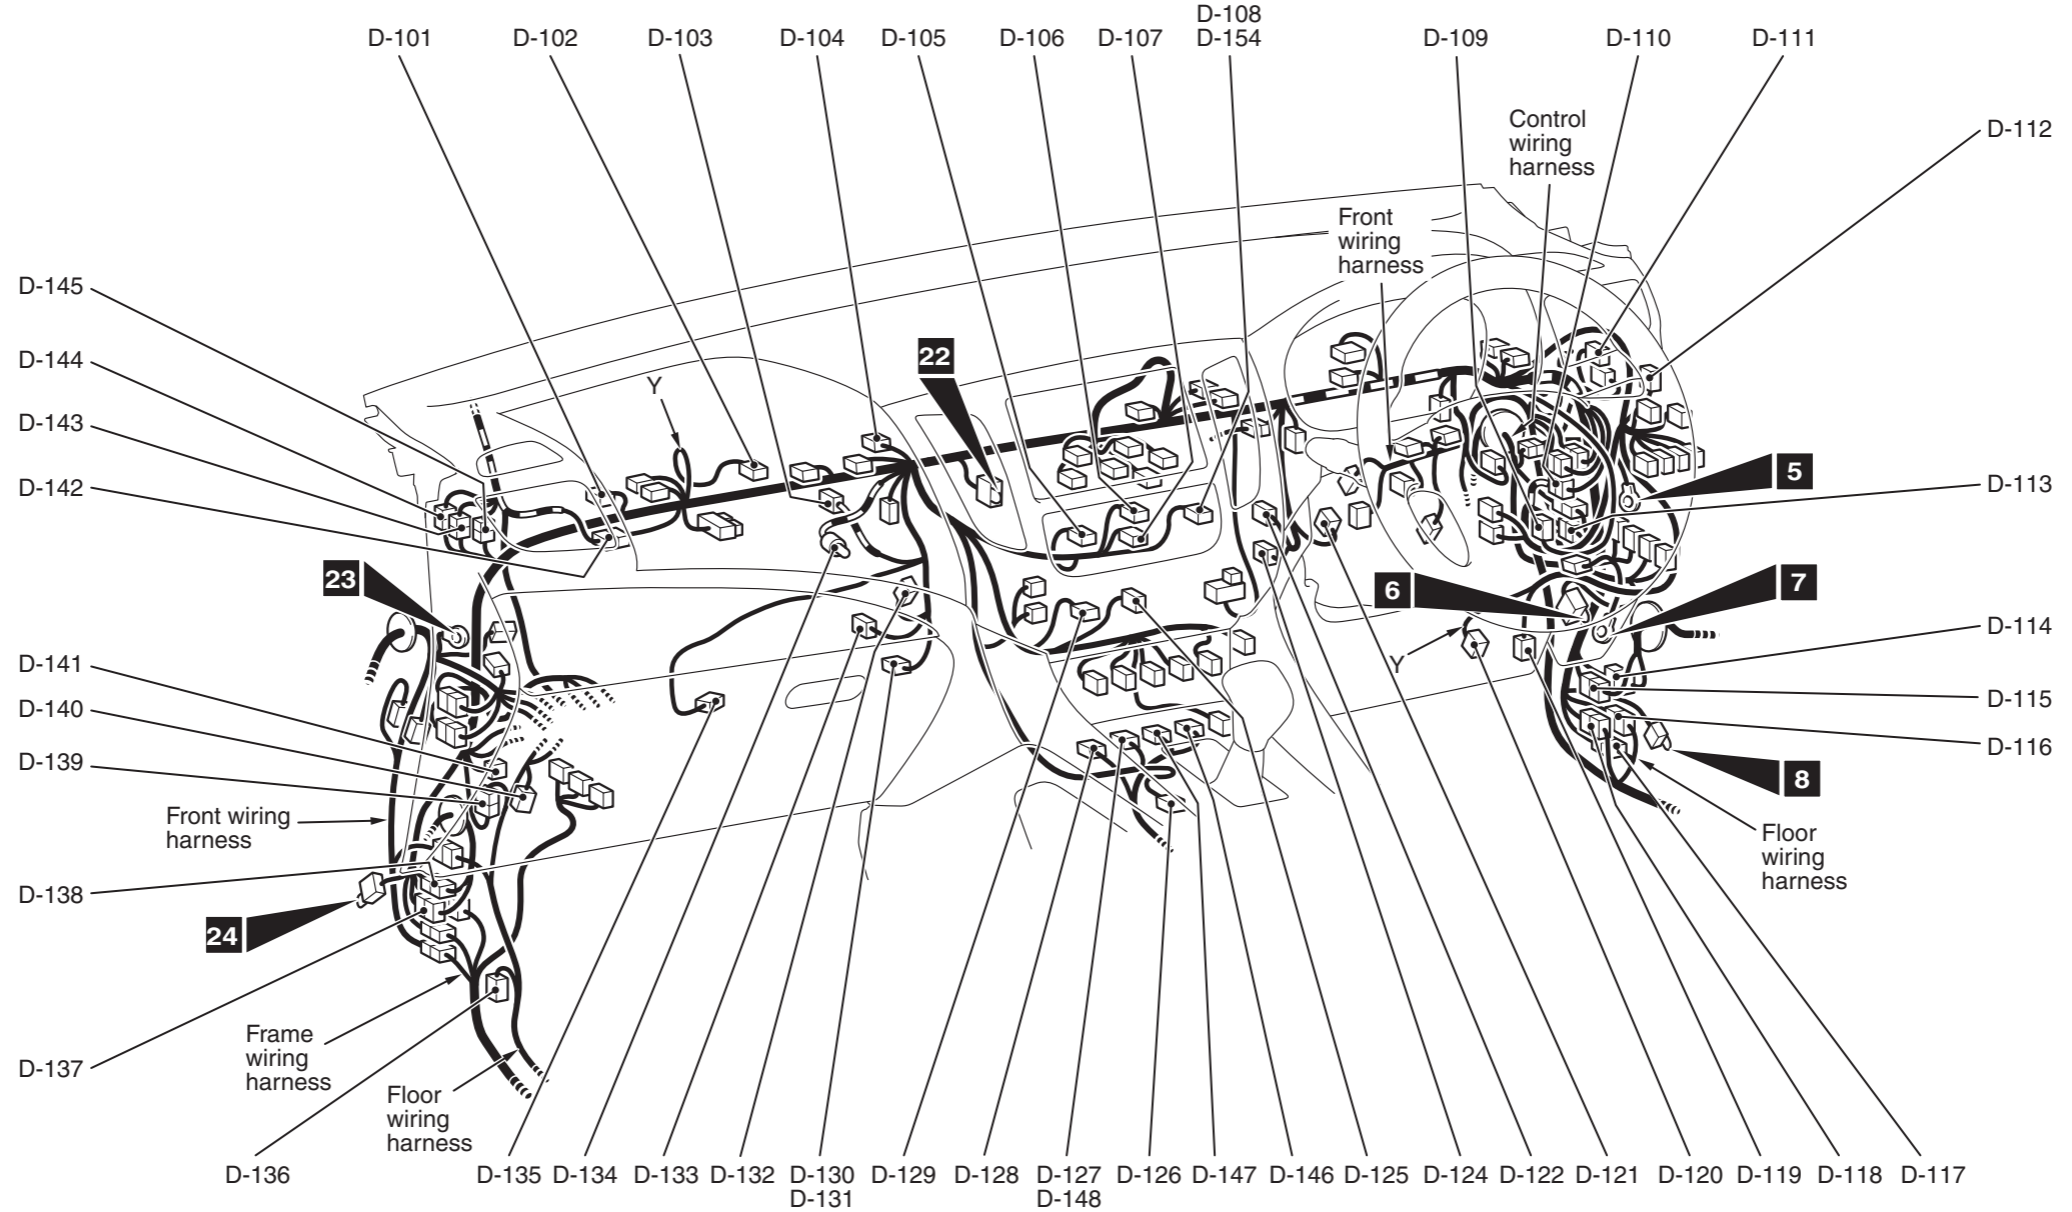 D-108
D-101
D-102
D-103
D-104
D-105
D-106
D-107
D-154
D-109
D-110
D-111
Control
wiring
harness
D-112
Front
wiring
harness
D-145
D-144
22
Y
D-143
5
D-142
D-113
23
6
7
D-114
Y
D-141
D-115
D-140
D-116
D-139
8
Front wiring
harness
Floor
wiring
harness
D-138
24
Frame
wiring
harness
D-137
Floor
wiring
harness
D-136
D-135
D-134
D-133
D-132
D-130
D-131
D-129
D-128
D-127
D-148
D-126
D-147
D-146
D-125
D-124
D-122
D-121
D-120
D-119
D-118
D-117